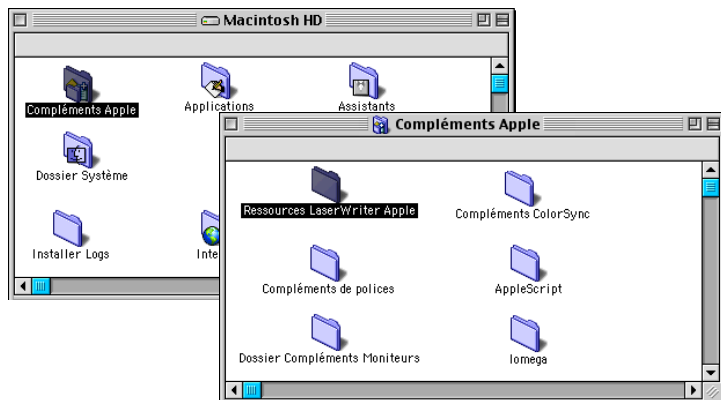 Macintosh HD
Compléments Apple
Applications
Assistants
Dossier Système
Installer Logs
Inte
Compléments Apple
Ressources LaserWriter Apple
Compléments ColorSync
Compléments de polices
AppleScript
Dossier Compléments Moniteurs
Iomega